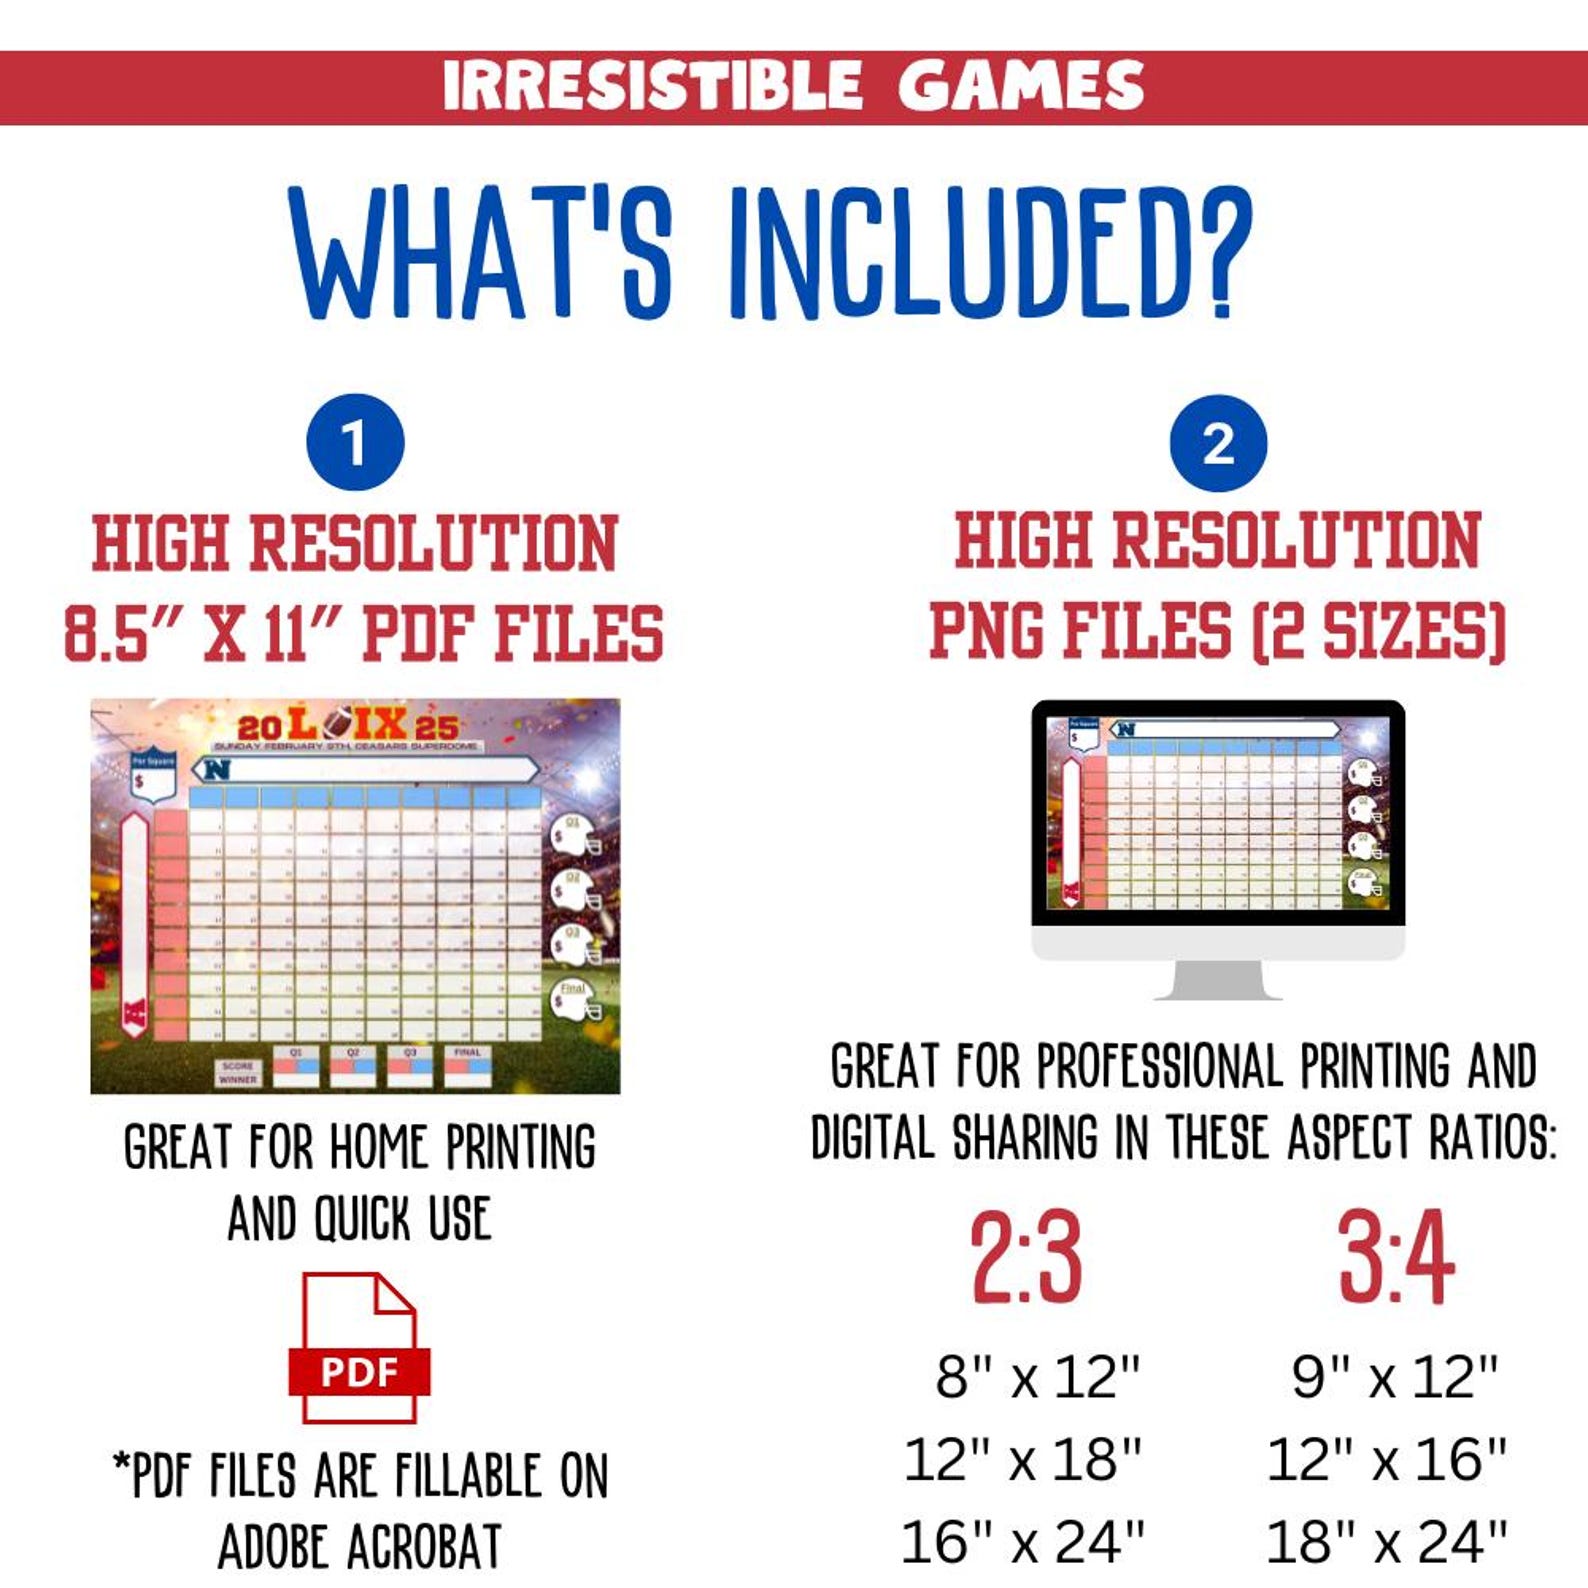 IRRESISTIBLE GAMES
WHAT'S INCLUDED?
1
HIGH RESOLUTION
8.5" X 11" PDF FILES
20 L IX 25
SUNDAY FEBRUARY 9TH, CEASARS SUPERDOME
Per Square
$
N
Q1
$
Q2
$
Q3
$
Final
$
Q1 Q2 Q3 FINAL
SCORE
WINNER
GREAT FOR HOME PRINTING
AND QUICK USE
PDF
*PDF FILES ARE FILLABLE ON
ADOBE ACROBAT
2
HIGH RESOLUTION
PNG FILES (2 SIZES)
Per Square
$
N
GREAT FOR PROFESSIONAL PRINTING AND
DIGITAL SHARING IN THESE ASPECT RATIOS:
2:3 3:4
8" x 12" 9" x 12"
12" x 18" 12" x 16"
16" x 24" 18" x 24"